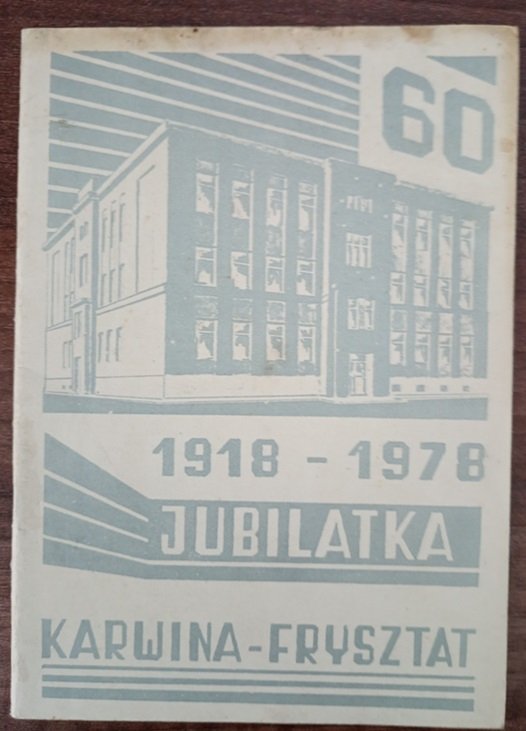 60
1918 - 1978
JUBILATKA
KARWINA-FRYSZTAT